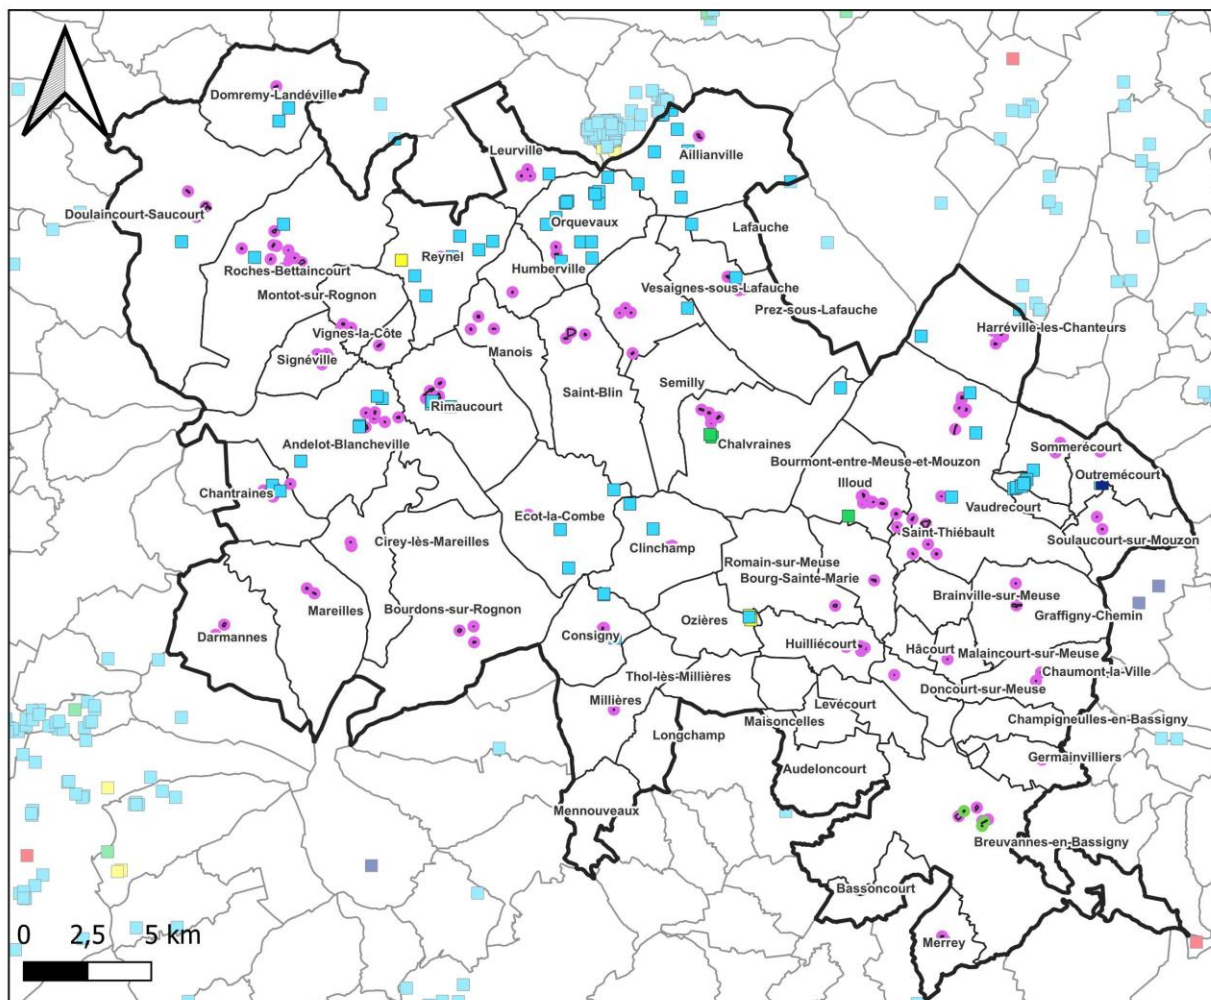 Domremy-Landéville
Leurville
Aillianville
Doulaincourt-Saucourt
Orquevaux
Lafauche
Reynel
Roches-Bettaincourt
Humberville
Vesaignes-sous-Lafauche
Montot-sur-Rognon
Prez-sous-Lafauche
Harréville-les-Chanteurs
Vignes-la-Côte
Signéville
Manois
Saint-Blin
Semilly
Rimaucourt
Andelot-Blancheville
Chalvraines
Sommerécourt
Bourmont-entre-Meuse-et-Mouzon
Outremécourt
Illoud
Chantraines
Vaudrecourt
Ecot-la-Combe
Saint-Thiébault
Cirey-lès-Mareilles
Clinchamp
Soulaucourt-sur-Mouzon
Romain-sur-Meuse
Bourg-Sainte-Marie
Brainville-sur-Meuse
Mareilles
Bourdons-sur-Rognon
Graffigny-Chemin
Ozières
Darmannes
Consigny
Huilliécourt
Hâcourt
Malaincourt-sur-Meuse
Chaumont-la-Ville
Thol-lès-Millières
Doncourt-sur-Meuse
Millières
Levécourt
Maisoncelles
Champigneulles-en-Bassigny
Longchamp
Germainvilliers
Audeloncourt
Mennouveaux
Breuvannes-en-Bassigny
Bassoncourt
Merrey
0 2,5 5 km